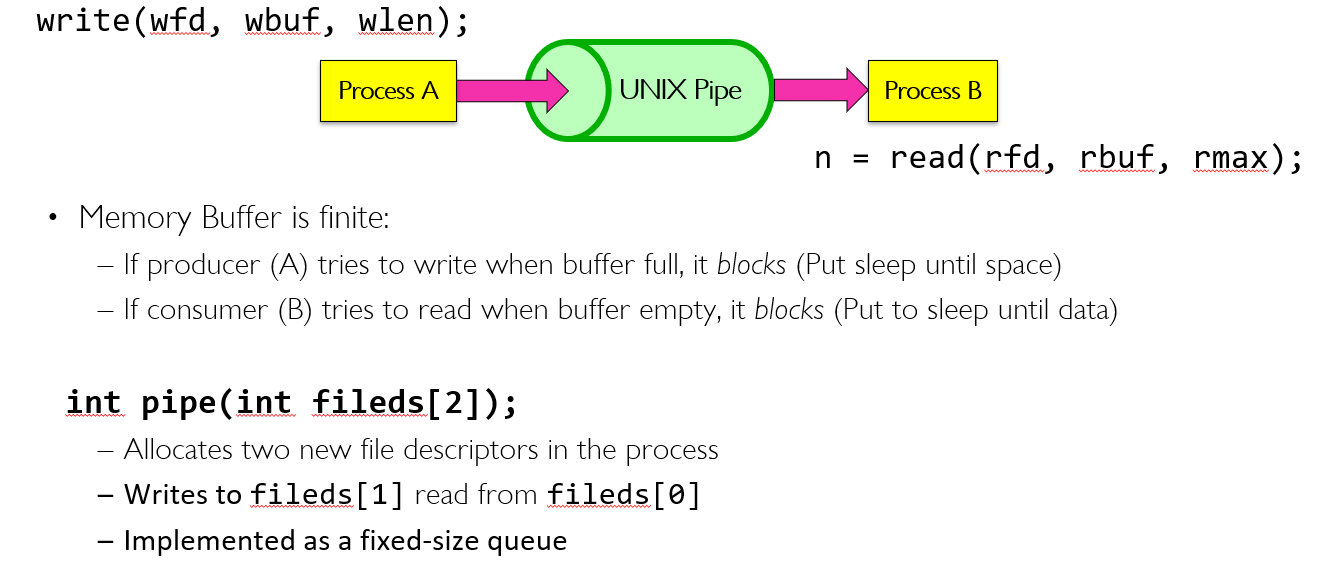 write(wfd, wbuf, wlen);
Process A
UNIX Pipe
Process B
n = read(rfd, rbuf, rmax);
• Memory Buffer is finite:
– If producer (A) tries to write when buffer full, it blocks (Put sleep until space)
– If consumer (B) tries to read when buffer empty, it blocks (Put to sleep until data)
int pipe(int fileds[2]);
– Allocates two new file descriptors in the process
– Writes to fileds[1] read from fileds[0]
– Implemented as a fixed-size queue